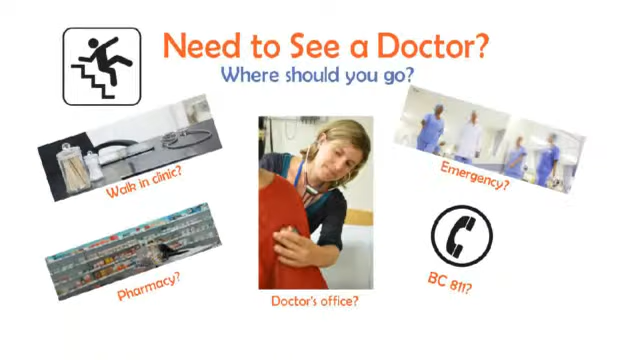 Need to See a Doctor?
Where should you go?
Walk in clinic?
Emergency?
Pharmacy?
Doctor's office?
BC 811?